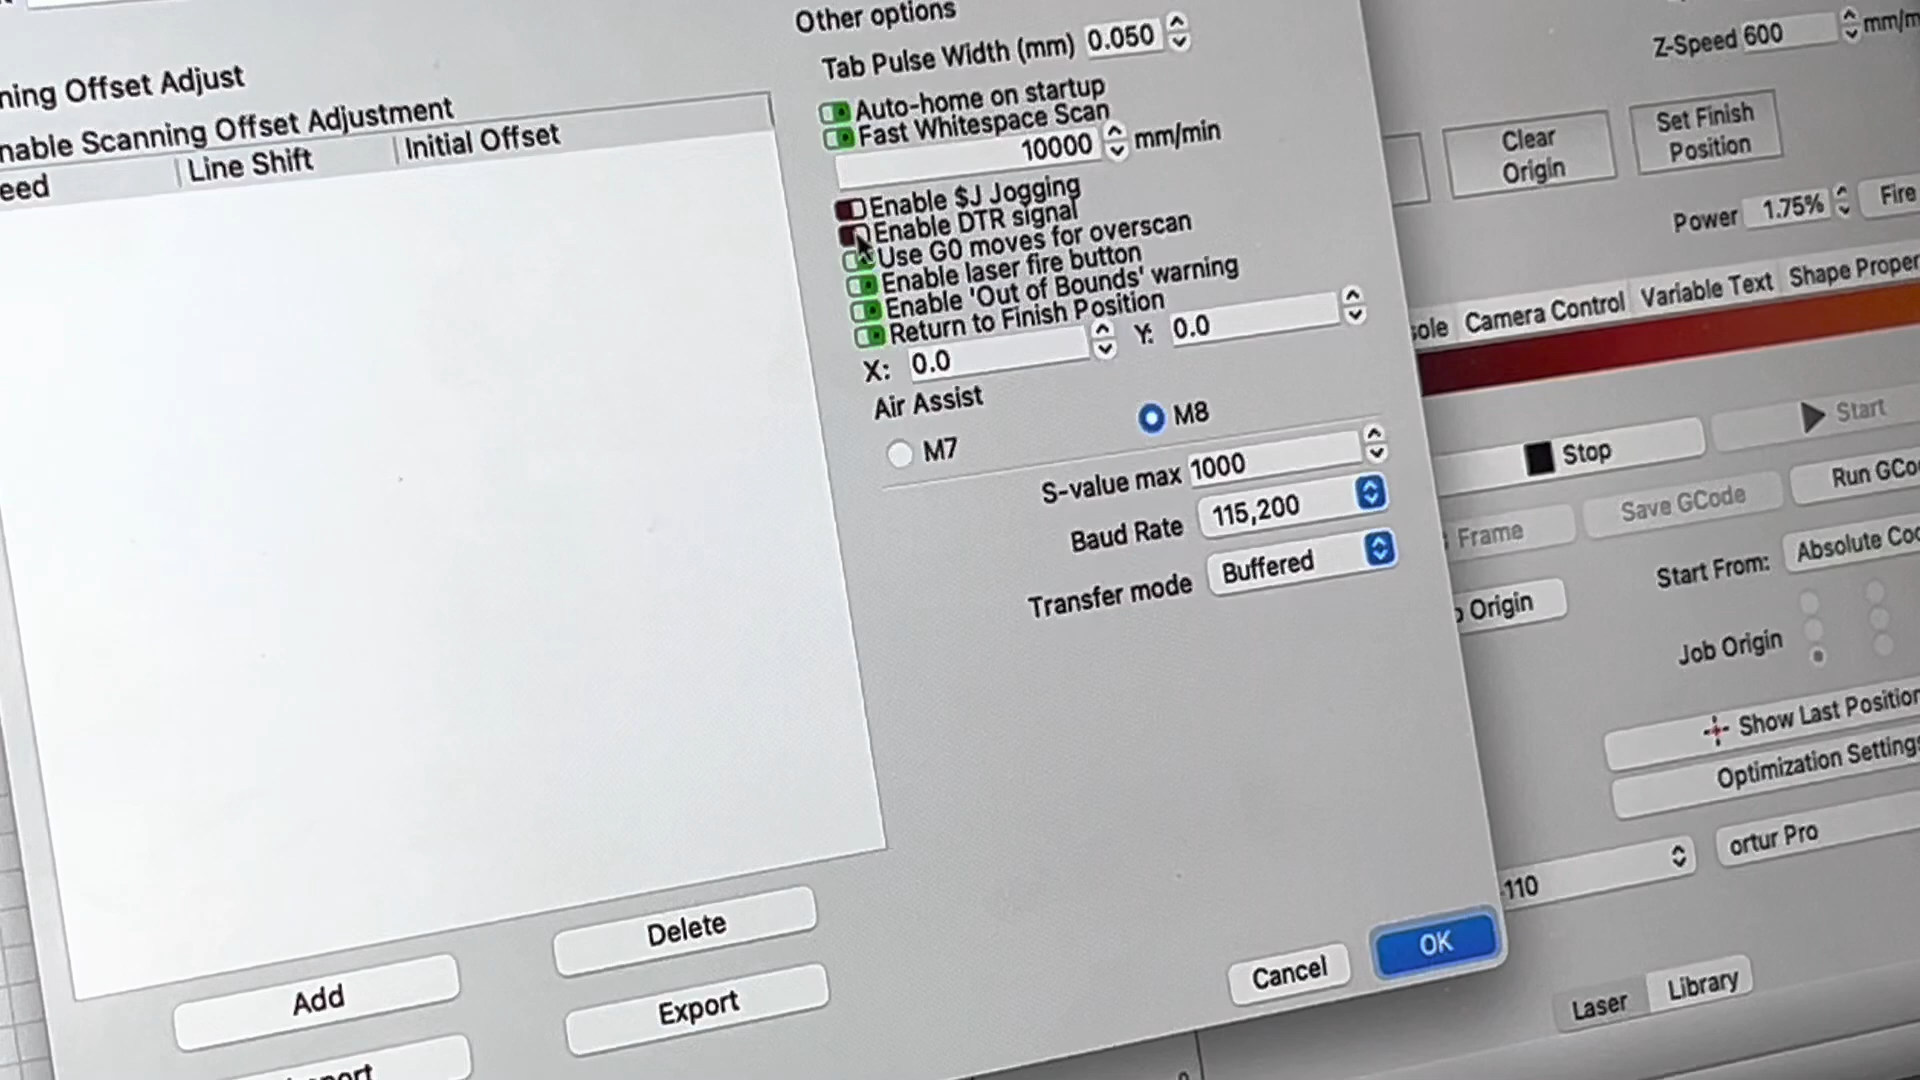 Other options
Tab Pulse Width (mm) 0.050
Auto-home on startup
Fast Whitespace Scan
10000 mm/min
Enable $J Jogging
Enable DTR signal
Use G0 moves for overscan
Enable laser fire button
Enable 'Out of Bounds' warning
Return to Finish Position
X: 0.0 Y: 0.0
Air Assist
M7 M8
S-value max 1000
Baud Rate 115,200
Transfer mode Buffered
Cancel OK
ning Offset Adjust
nable Scanning Offset Adjustment
eed Line Shift Initial Offset
Add Delete
Export
port
Z-Speed 600 mm/m
Clear Origin
Set Finish Position
Power 1.75% Fire
sole Camera Control Variable Text Shape Proper
Stop Start
Frame Save GCode Run GCo
Start From: Absolute Coo
Origin
Job Origin
Show Last Position
Optimization Settings
110 ortur Pro
Laser Library